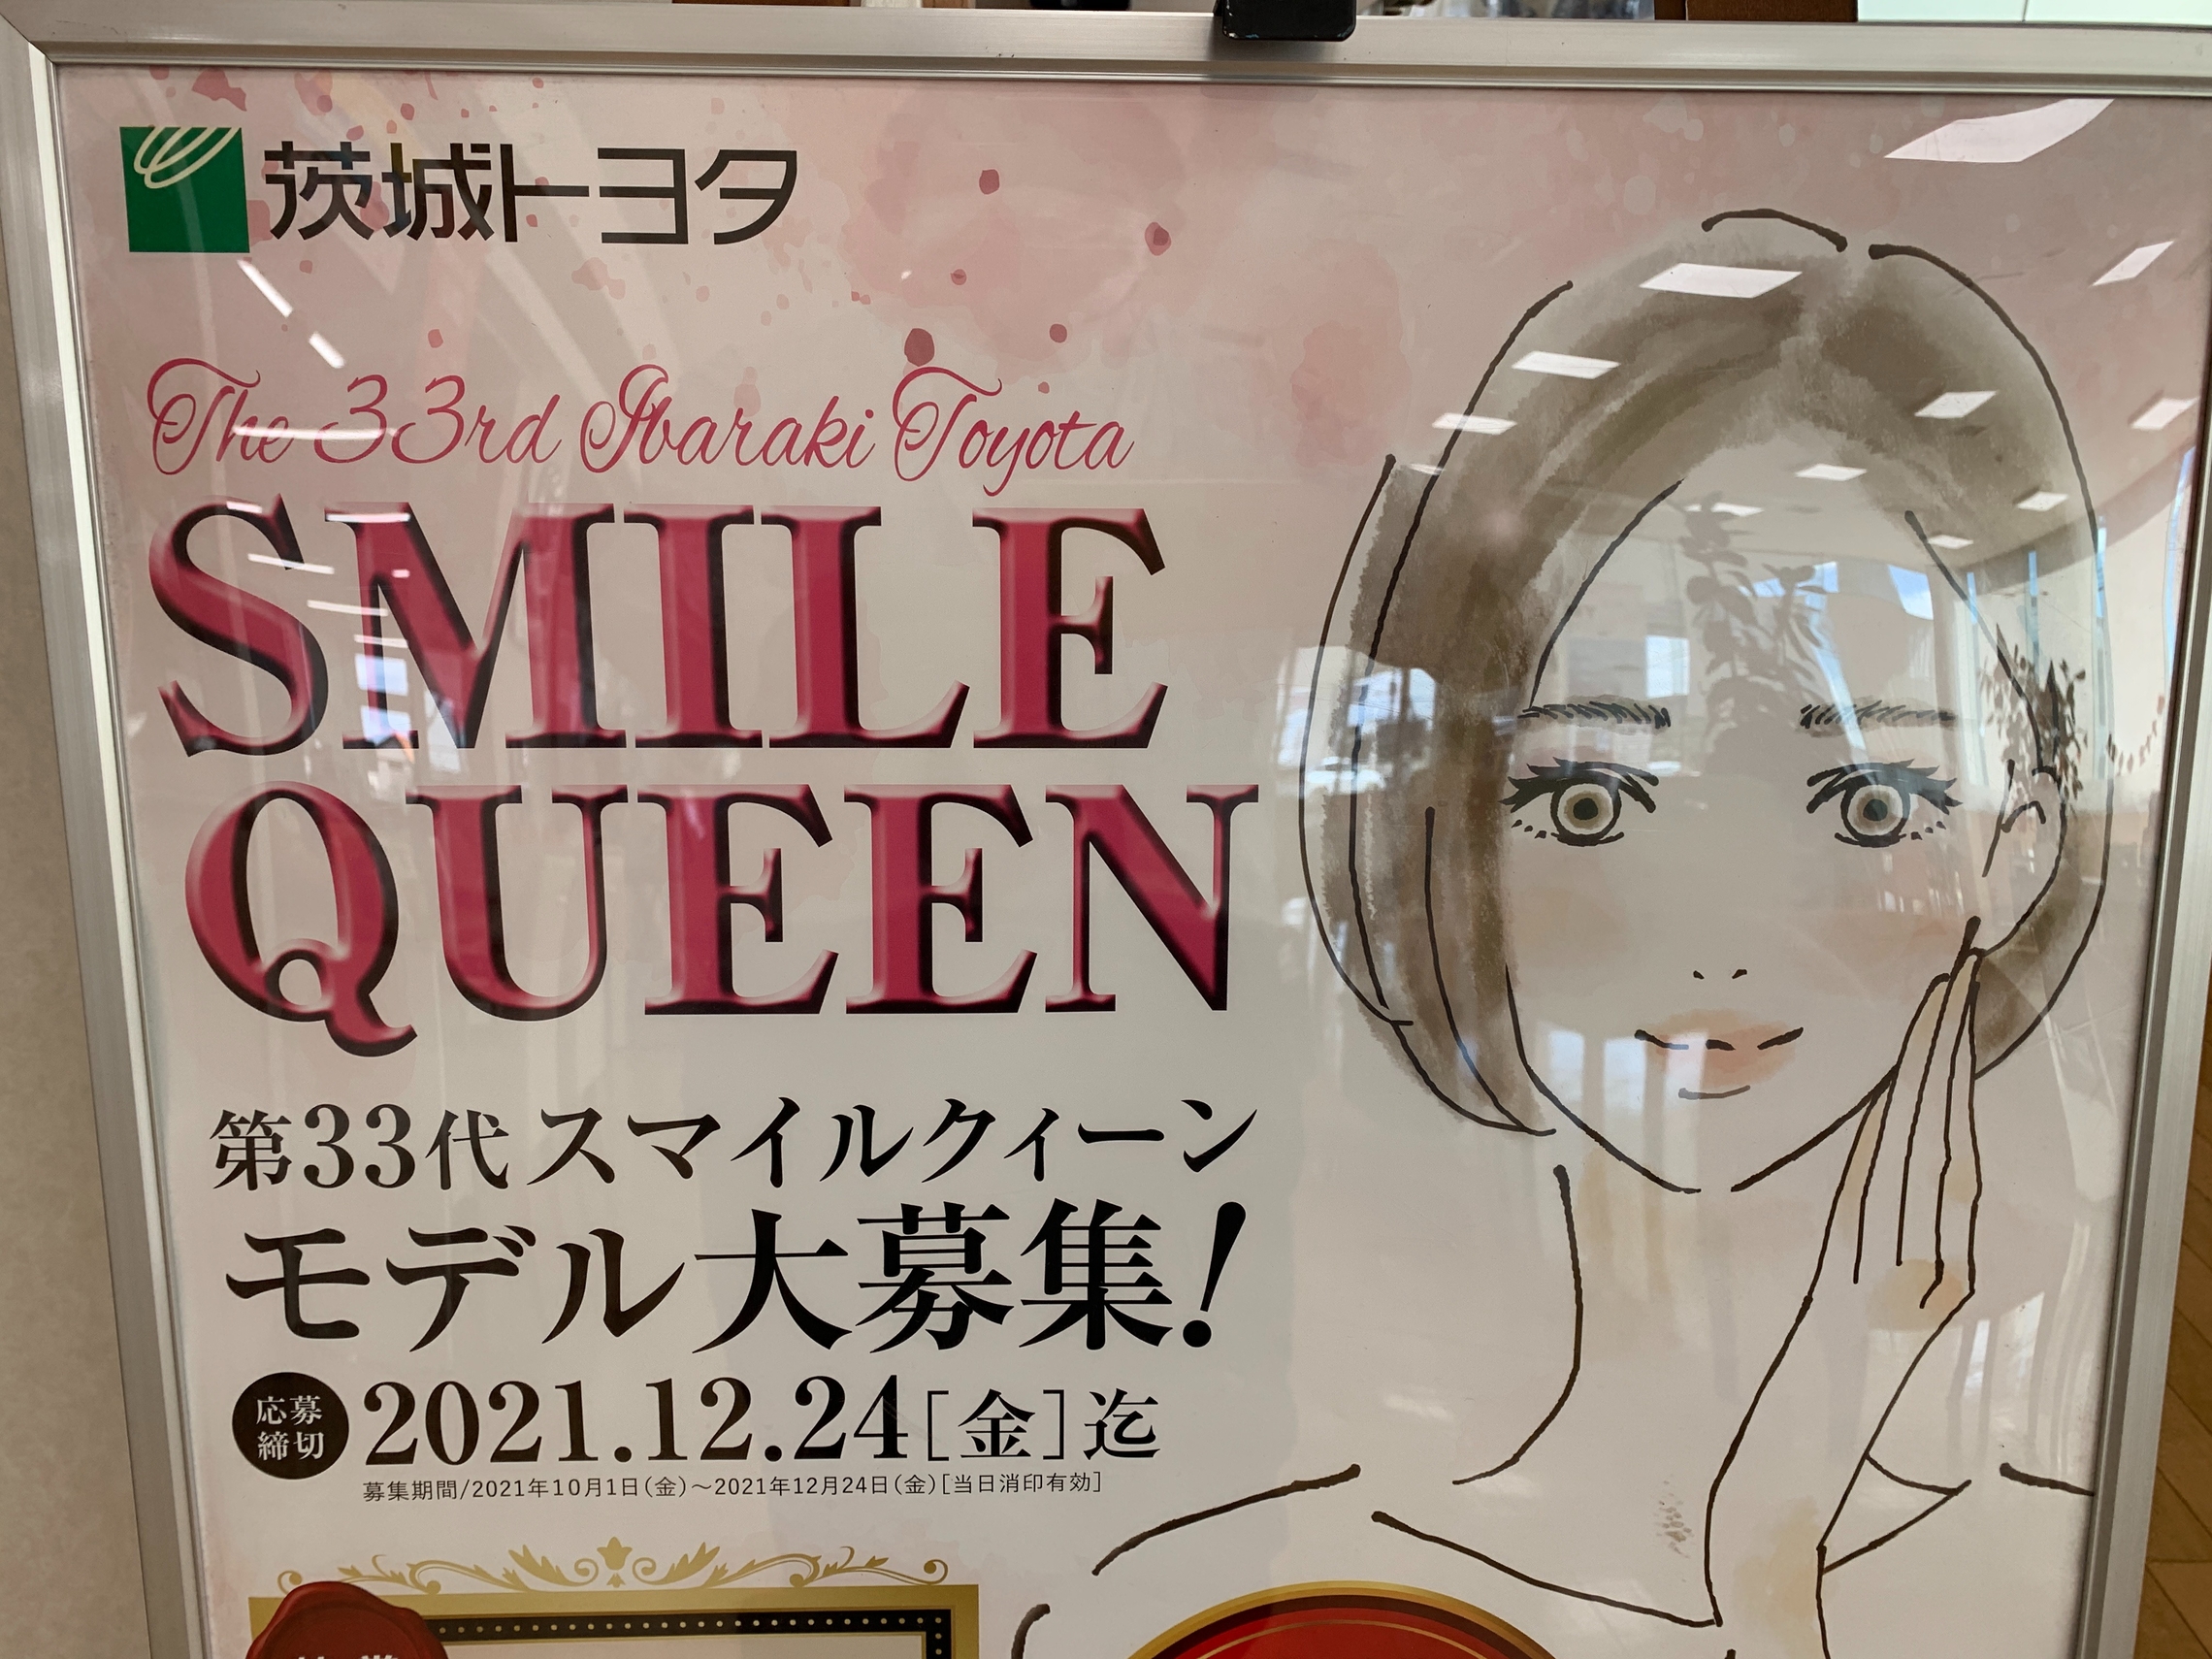 茨城トヨタ
The 33rd Ibaraki Toyota
SMILE
QUEEN
第33代 スマイルクィーン
モデル大募集!
応募
締切
2021.12.24[金]迄
募集期間/2021年10月1日(金)～2021年12月24日(金)[当日消印有効]